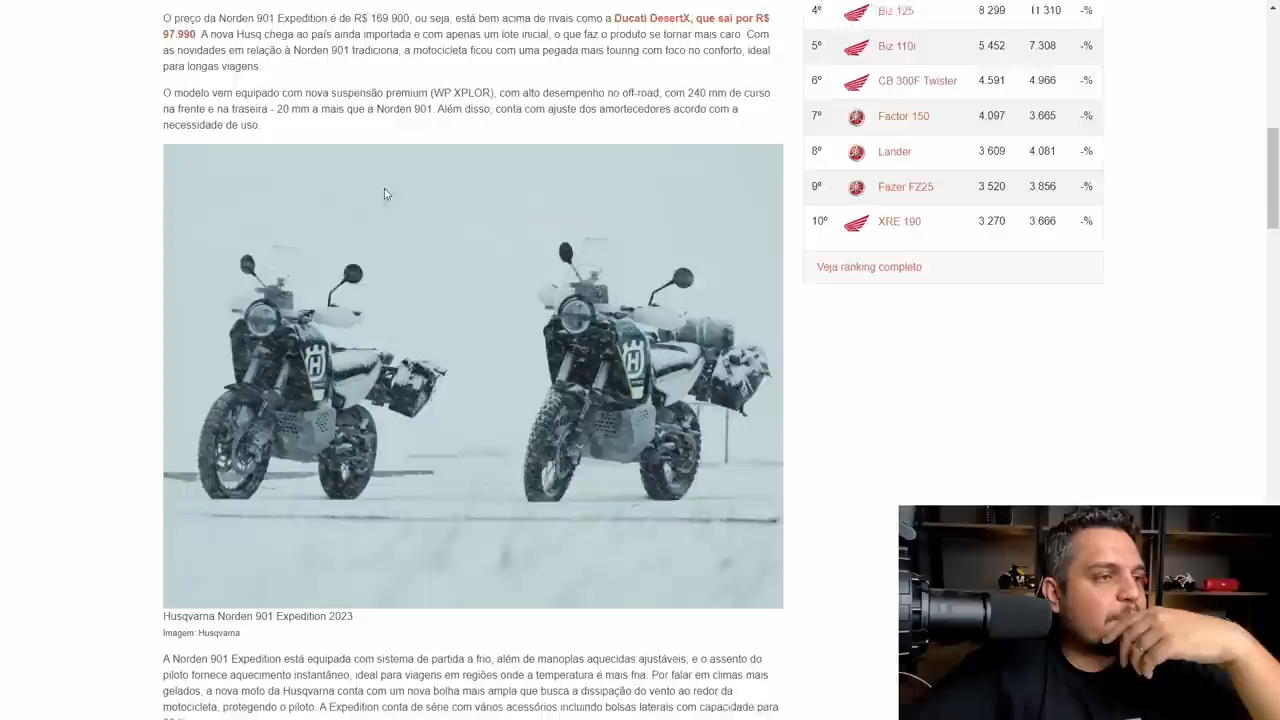 O preço da Norden 901 Expedition é de R$ 169 900, ou seja, está bem acima de rivais como a Ducati DesertX, que sai por R$
97.990 A nova Husq chega ao país ainda importada e com apenas um lote inicial, o que faz o produto se tornar mais caro Com
as novidades em relação à Norden 901 tradiciona, a motocicleta ficou com uma pegada mais touring com foco no conforto, ideal
para longas viagens.
O modelo vem equipado com nova suspensão premium (WP XPLOR), com alto desempenho no off-road, com 240 mm de curso
na frente e na traseira - 20 mm a mais que a Norden 901. Além disso, conta com ajuste dos amortecedores acordo com a
necessidade de uso.
Husqvarna Norden 901 Expedition 2023
Imagem: Husqvarna
A Norden 901 Expedition está equipada com sistema de partida a frio, além de manoplas aquecidas ajustáveis, e o assento do
piloto fornece aquecimento instantâneo, ideal para viagens em regiões onde a temperatura é mais fria. Por falar em climas mais
gelados, a nova moto da Husqvarna conta com um nova bolha mais ampla que busca a dissipação do vento ao redor da
motocicleta, protegendo o piloto. A Expedition conta de série com vários acessórios incluindo bolsas laterais com capacidade para
4º Biz 125 8 299 11 310 -%
5º Biz 110i 5 452 7.308 -%
6º CB 300F Twister 4.591 4.966 -%
7º Factor 150 4.097 3.665 -%
8º Lander 3 609 4.081 -%
9º Fazer FZ25 3 520 3 856 -%
10º XRE 190 3.270 3.666 -%
Veja ranking completo